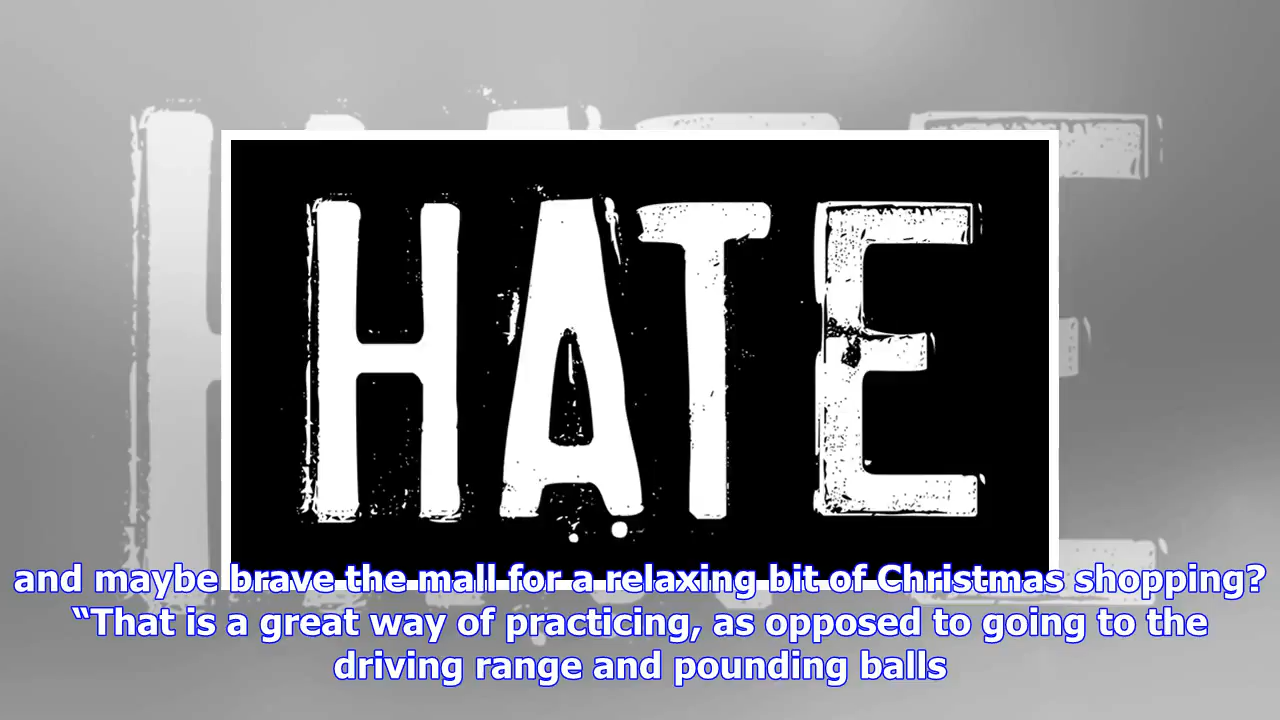 HATE
and maybe brave the mall for a relaxing bit of Christmas shopping?
“That is a great way of practicing, as opposed to going to the
driving range and pounding balls